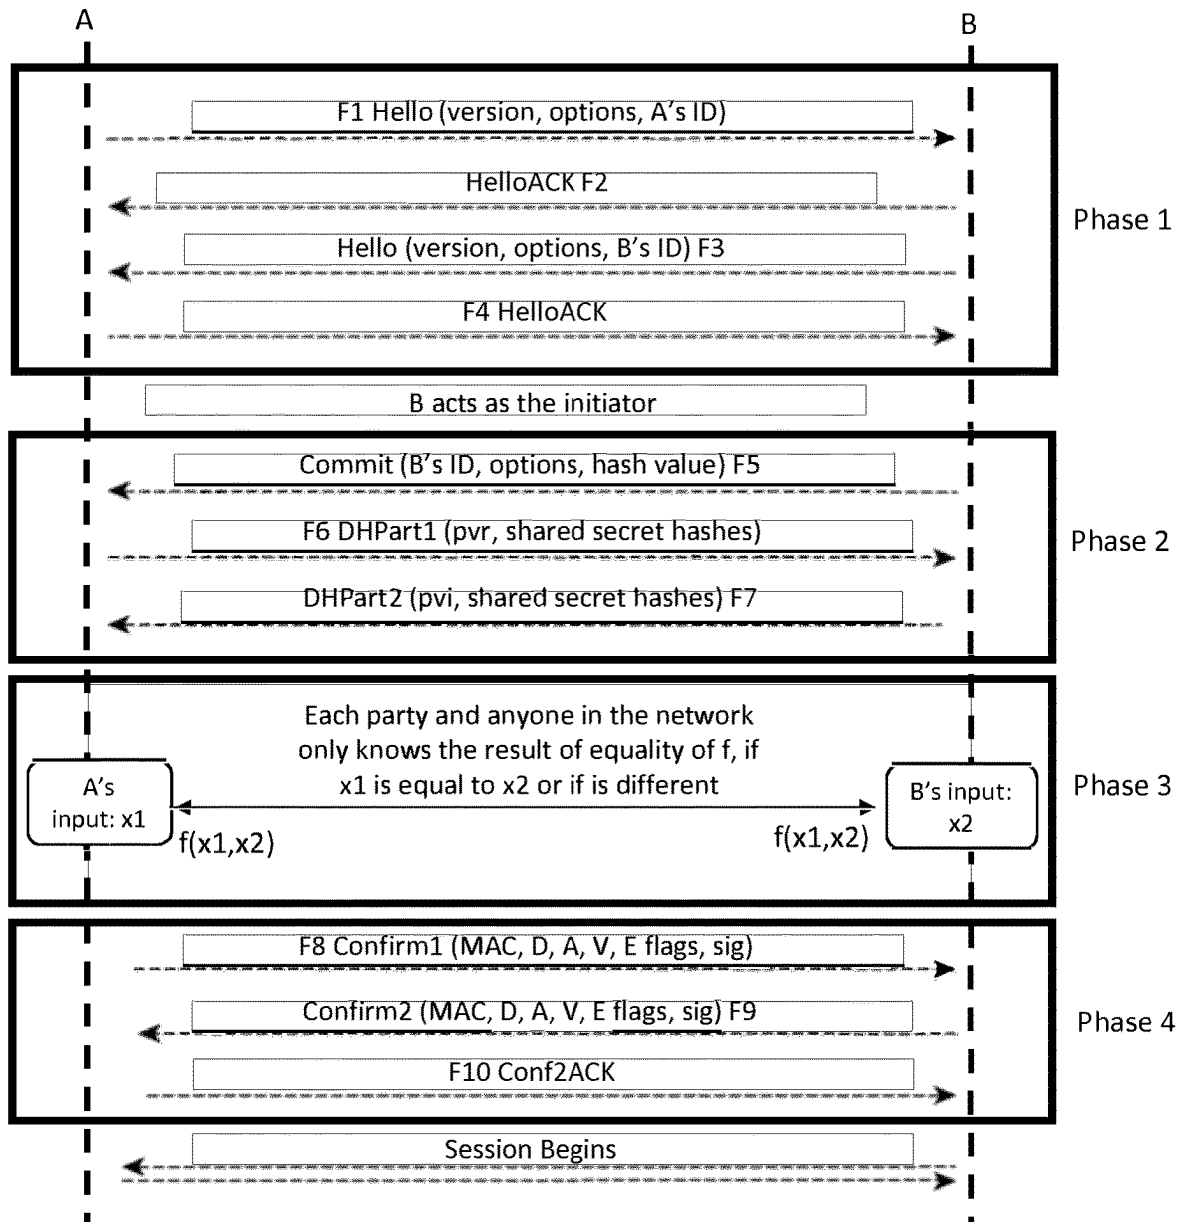 A
B
F1 Hello (version, options, A's ID)
HelloACK F2
Hello (version, options, B's ID) F3
F4 HelloACK
Phase 1
B acts as the initiator
Commit (B's ID, options, hash value) F5
F6 DHPart1 (pvr, shared secret hashes)
DHPart2 (pvi, shared secret hashes) F7
Phase 2
Each party and anyone in the network
only knows the result of equality of f, if
x1 is equal to x2 or if is different
A's
input: x1
B's input:
x2
f(x1,x2)
f(x1,x2)
Phase 3
F8 Confirm1 (MAC, D, A, V, E flags, sig)
Confirm2 (MAC, D, A, V, E flags, sig) F9
F10 Conf2ACK
Phase 4
Session Begins